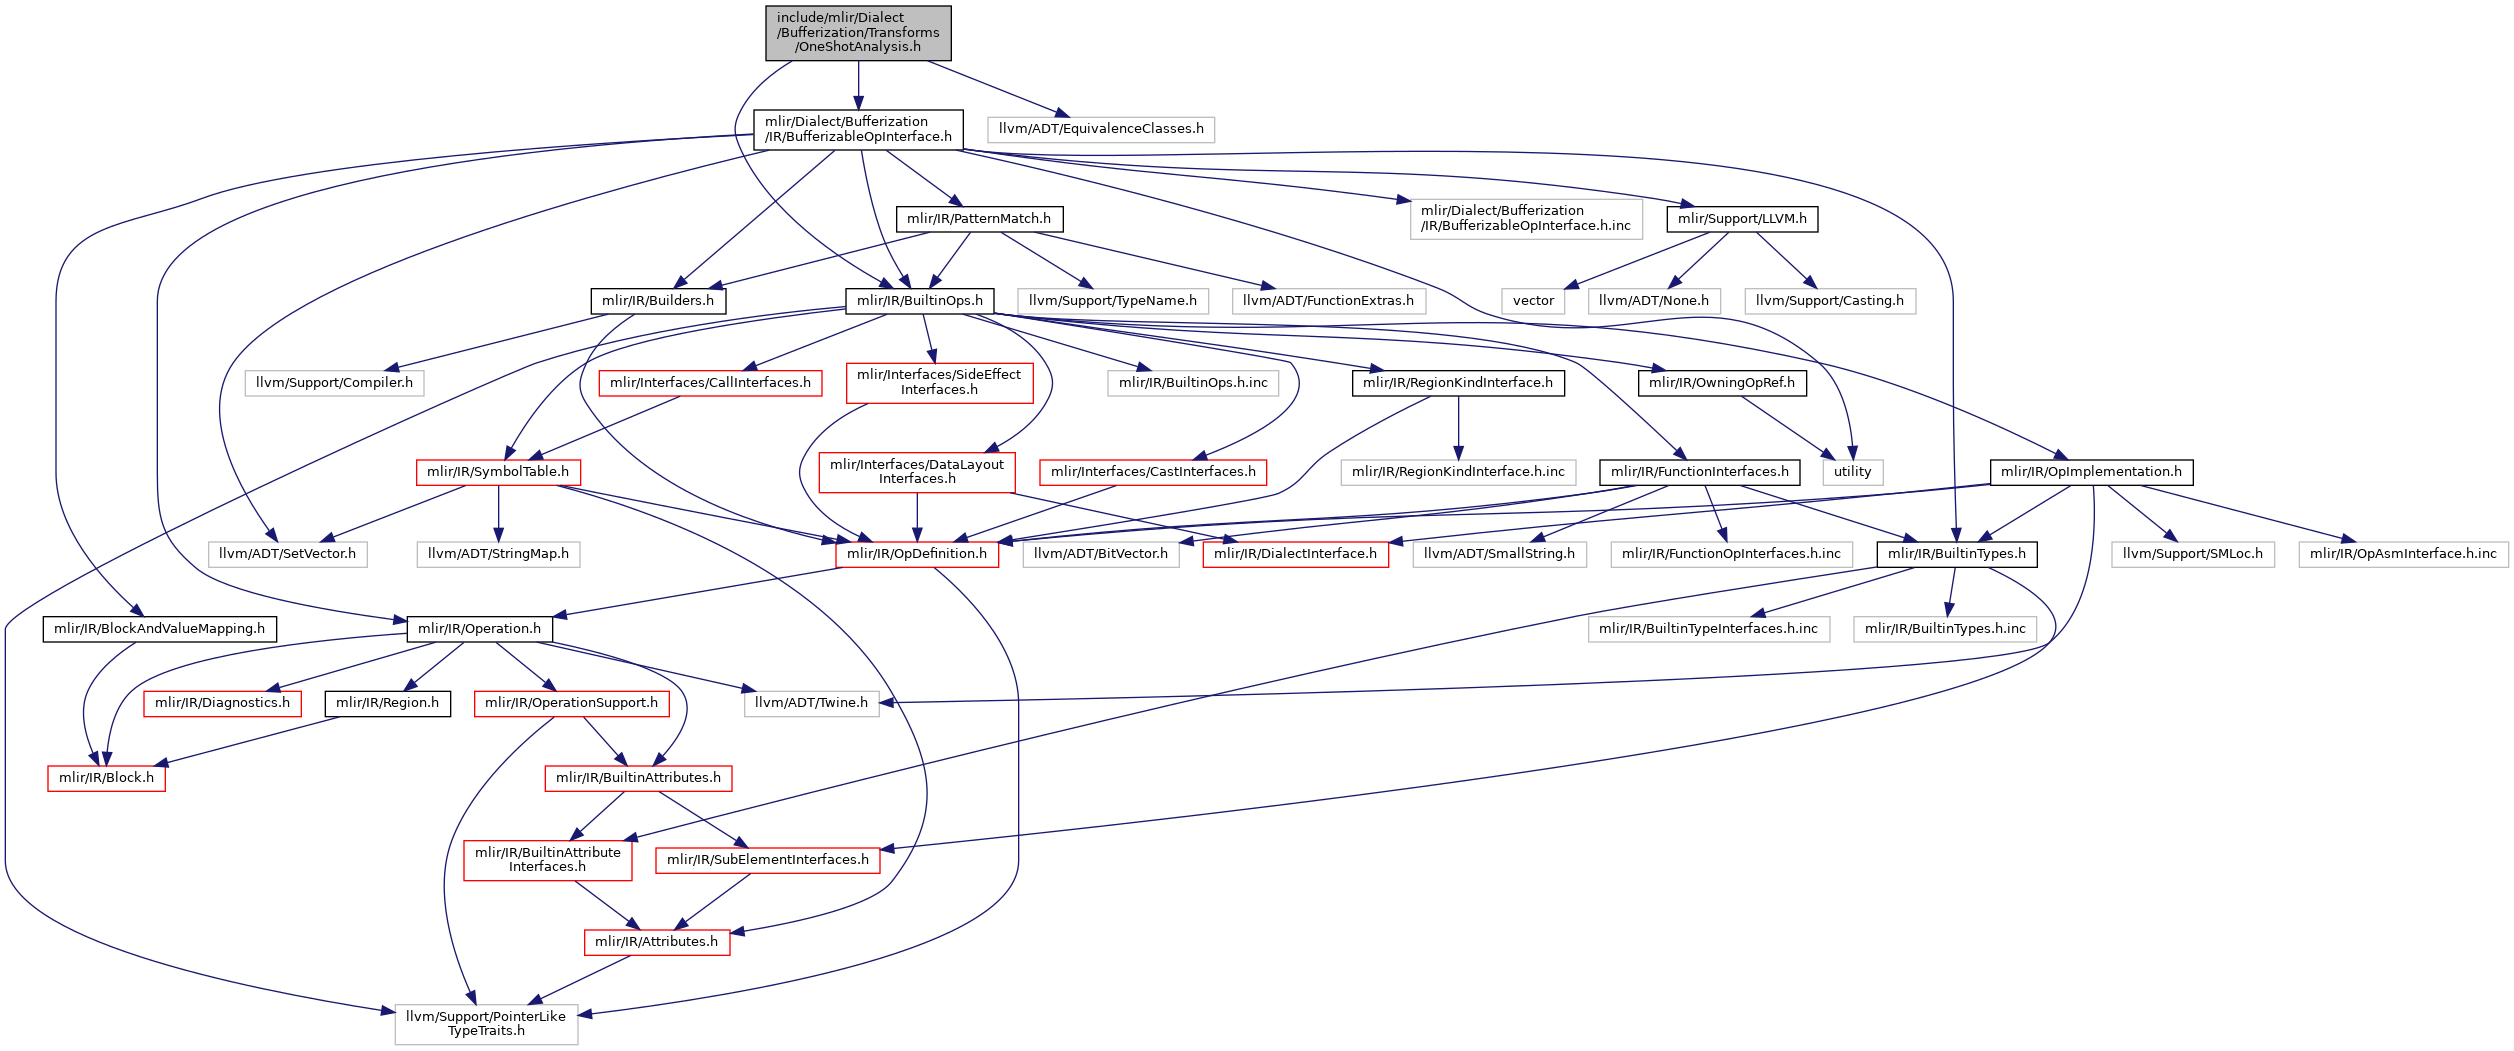 include/mlir/Dialect
/Bufferization/Transforms
/OneShotAnalysis.h
mlir/Dialect/Bufferization
/IR/BufferizableOpInterface.h
llvm/ADT/EquivalenceClasses.h
mlir/IR/PatternMatch.h
mlir/Dialect/Bufferization
/IR/BufferizableOpInterface.h.inc
mlir/Support/LLVM.h
mlir/IR/Builders.h
mlir/IR/BuiltinOps.h
llvm/Support/TypeName.h
llvm/ADT/FunctionExtras.h
vector
llvm/ADT/None.h
llvm/Support/Casting.h
llvm/Support/Compiler.h
mlir/Interfaces/CallInterfaces.h
mlir/Interfaces/SideEffect
Interfaces.h
mlir/IR/BuiltinOps.h.inc
mlir/IR/RegionKindInterface.h
mlir/IR/OwningOpRef.h
mlir/IR/SymbolTable.h
mlir/Interfaces/DataLayout
Interfaces.h
mlir/Interfaces/CastInterfaces.h
mlir/IR/RegionKindInterface.h.inc
mlir/IR/FunctionInterfaces.h
utility
mlir/IR/OpImplementation.h
llvm/ADT/SetVector.h
llvm/ADT/StringMap.h
mlir/IR/OpDefinition.h
llvm/ADT/BitVector.h
mlir/IR/DialectInterface.h
llvm/ADT/SmallString.h
mlir/IR/FunctionOpInterfaces.h.inc
mlir/IR/BuiltinTypes.h
llvm/Support/SMLoc.h
mlir/IR/OpAsmInterface.h.inc
mlir/IR/BlockAndValueMapping.h
mlir/IR/Operation.h
mlir/IR/BuiltinTypeInterfaces.h.inc
mlir/IR/BuiltinTypes.h.inc
mlir/IR/Diagnostics.h
mlir/IR/Region.h
mlir/IR/OperationSupport.h
llvm/ADT/Twine.h
mlir/IR/Block.h
mlir/IR/BuiltinAttributes.h
mlir/IR/BuiltinAttribute
Interfaces.h
mlir/IR/SubElementInterfaces.h
mlir/IR/Attributes.h
llvm/Support/PointerLike
TypeTraits.h